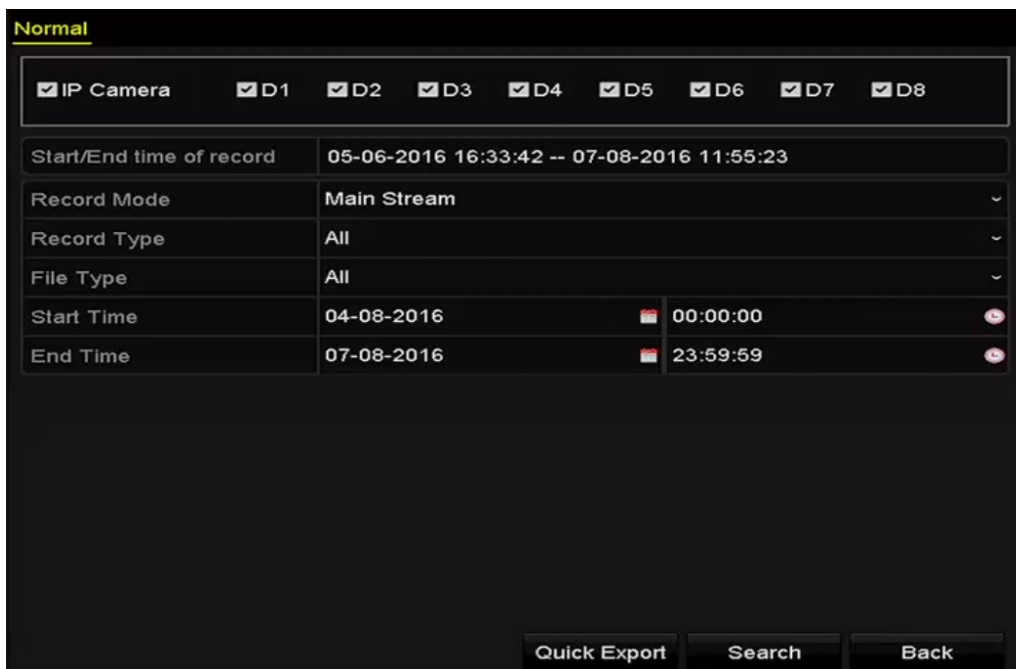 Normal
IP Camera D1 D2 D3 D4 D5 D6 D7 D8
Start/End time of record 05-06-2016 16:33:42 -- 07-08-2016 11:55:23
Record Mode Main Stream
Record Type All
File Type All
Start Time 04-08-2016 00:00:00
End Time 07-08-2016 23:59:59
Quick Export Search Back